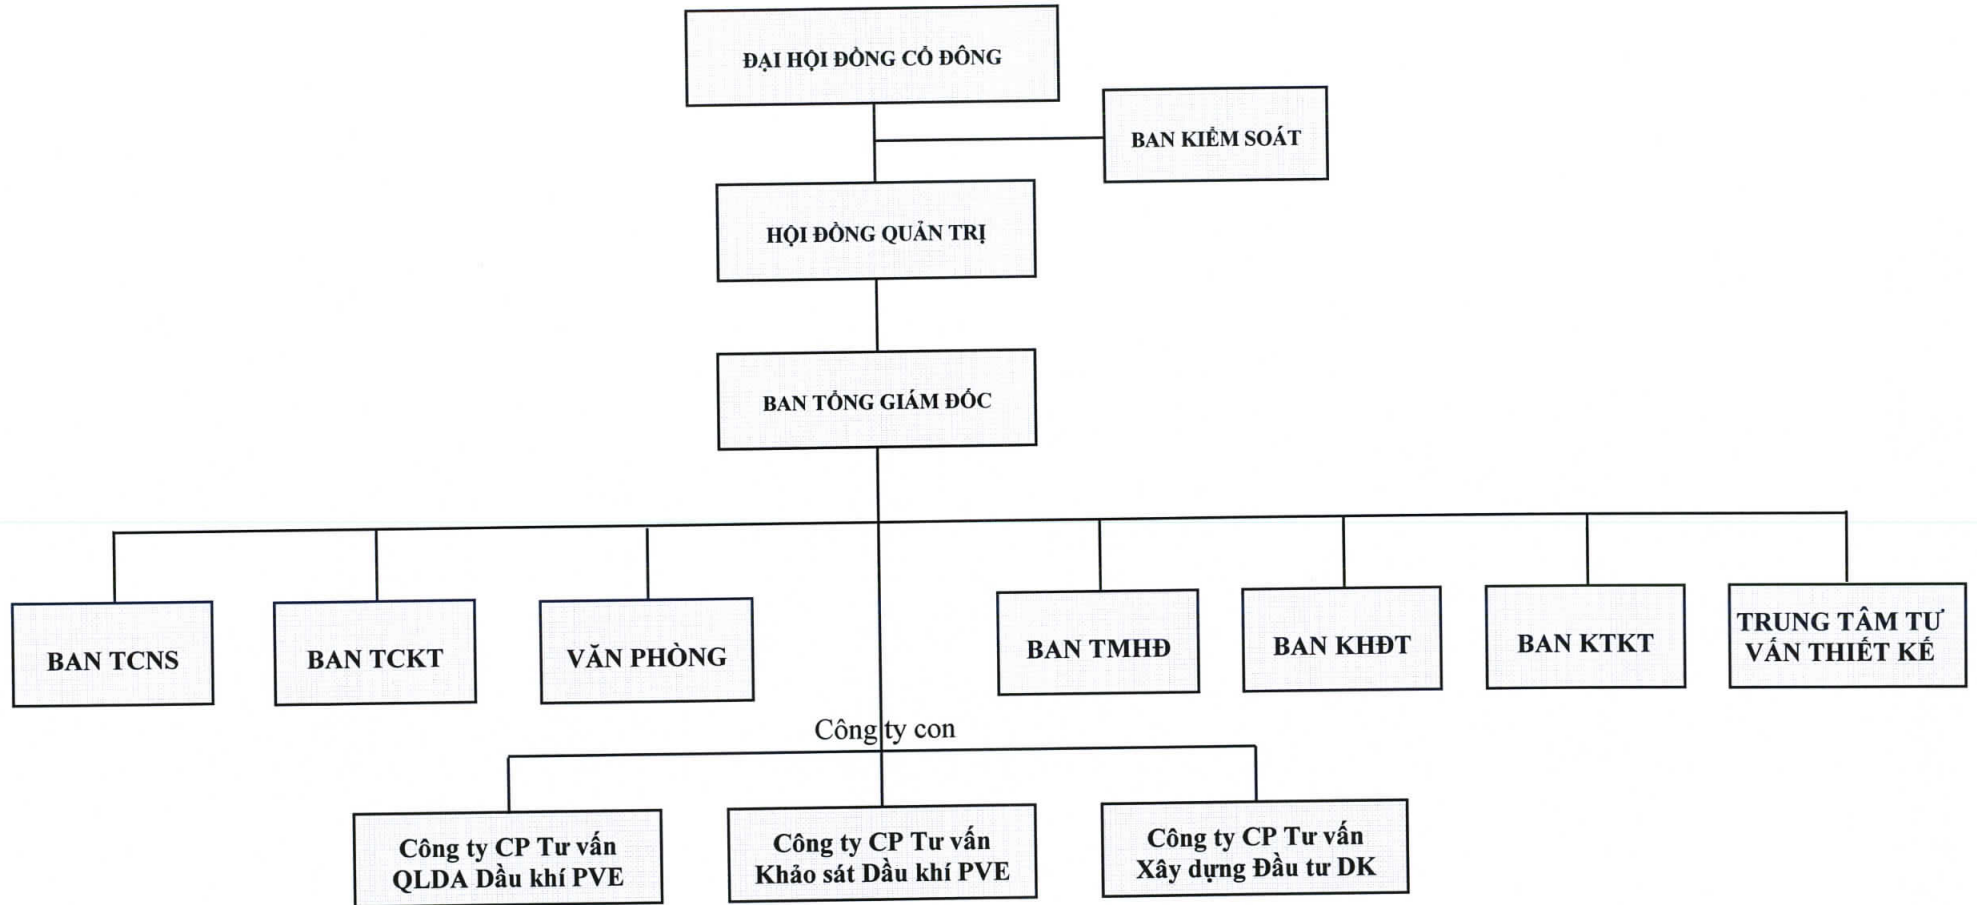 ĐẠI HỘI ĐỒNG CỔ ĐÔNG
BAN KIỂM SOÁT
HỘI ĐỒNG QUẢN TRỊ
BAN TỔNG GIÁM ĐỐC
BAN TCNS
BAN TCKT
VĂN PHÒNG
BAN TMHĐ
BAN KHĐT
BAN KTKT
TRUNG TÂM TƯ
VẤN THIẾT KẾ
Công ty con
Công ty CP Tư vấn
QLDA Dầu khí PVE
Công ty CP Tư vấn
Khảo sát Dầu khí PVE
Công ty CP Tư vấn
Xây dựng Đầu tư DK